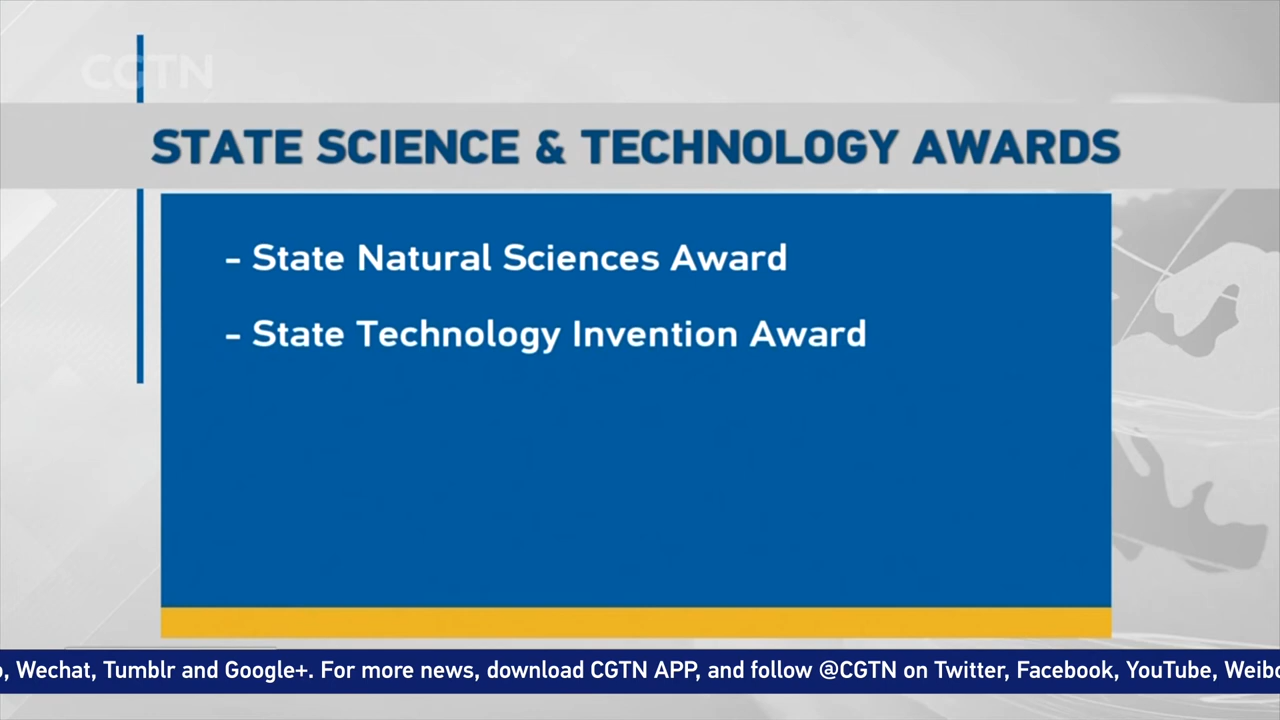 CGTN
STATE SCIENCE & TECHNOLOGY AWARDS
- State Natural Sciences Award
- State Technology Invention Award
, Wechat, Tumblr and Google+. For more news, download CGTN APP, and follow @CGTN on Twitter, Facebook, YouTube,